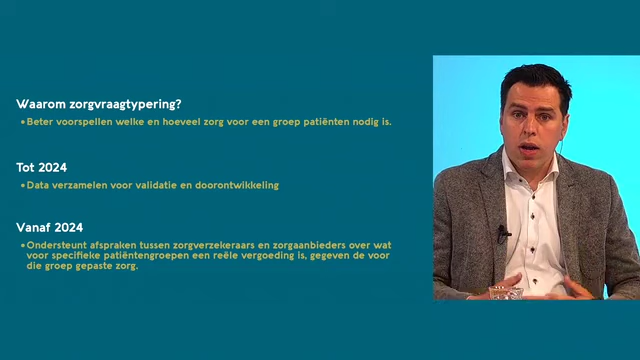 Waarom zorgvraagtypering?
• Beter voorspellen welke en hoeveel zorg voor een groep patiënten nodig is.
Tot 2024
• Data verzamelen voor validatie en doorontwikkeling
Vanaf 2024
• Ondersteunt afspraken tussen zorgverzekeraars en zorgaanbieders over wat
voor specifieke patiëntengroepen een reële vergoeding is, gegeven de voor
die groep gepaste zorg.